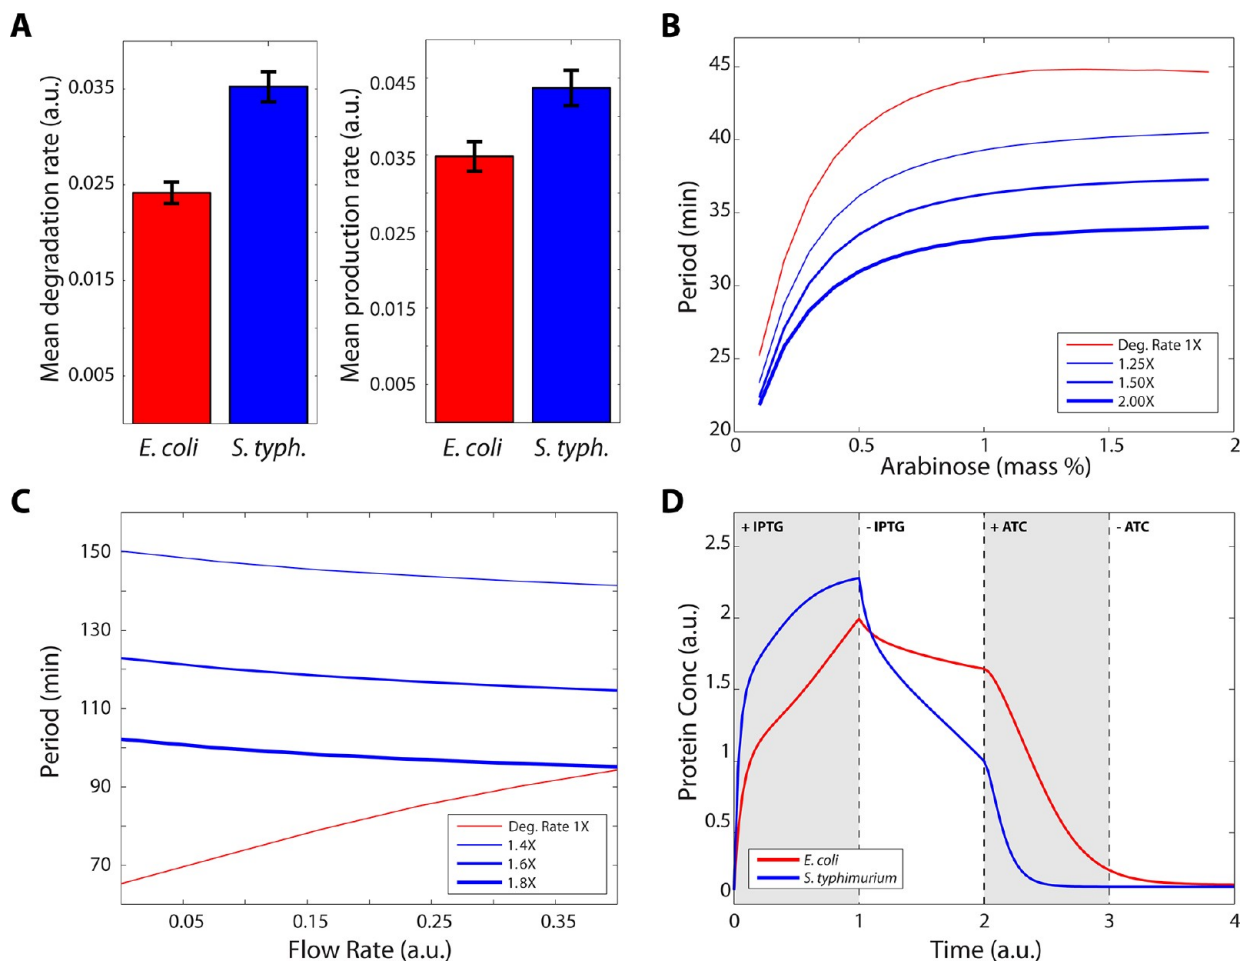 A
Mean degradation rate (a.u.)
0.035
0.025
0.015
0.005
E. coli
S. typh.
Mean production rate (a.u.)
0.045
0.035
0.025
0.015
0.005
E. coli
S. typh.
B
Period (min)
45
40
35
30
25
20
0
0.5
1
1.5
2
Arabinose (mass %)
Deg. Rate 1X
1.25X
1.50X
2.00X
C
Period (min)
150
130
110
90
70
0.05
0.15
0.25
0.35
Flow Rate (a.u.)
Deg. Rate 1X
1.4X
1.6X
1.8X
D
+ IPTG
- IPTG
+ ATC
- ATC
Protein Conc (a.u.)
2.5
2
1.5
1
0.5
0
0
1
2
3
4
Time (a.u.)
E. coli
S. typhimurium